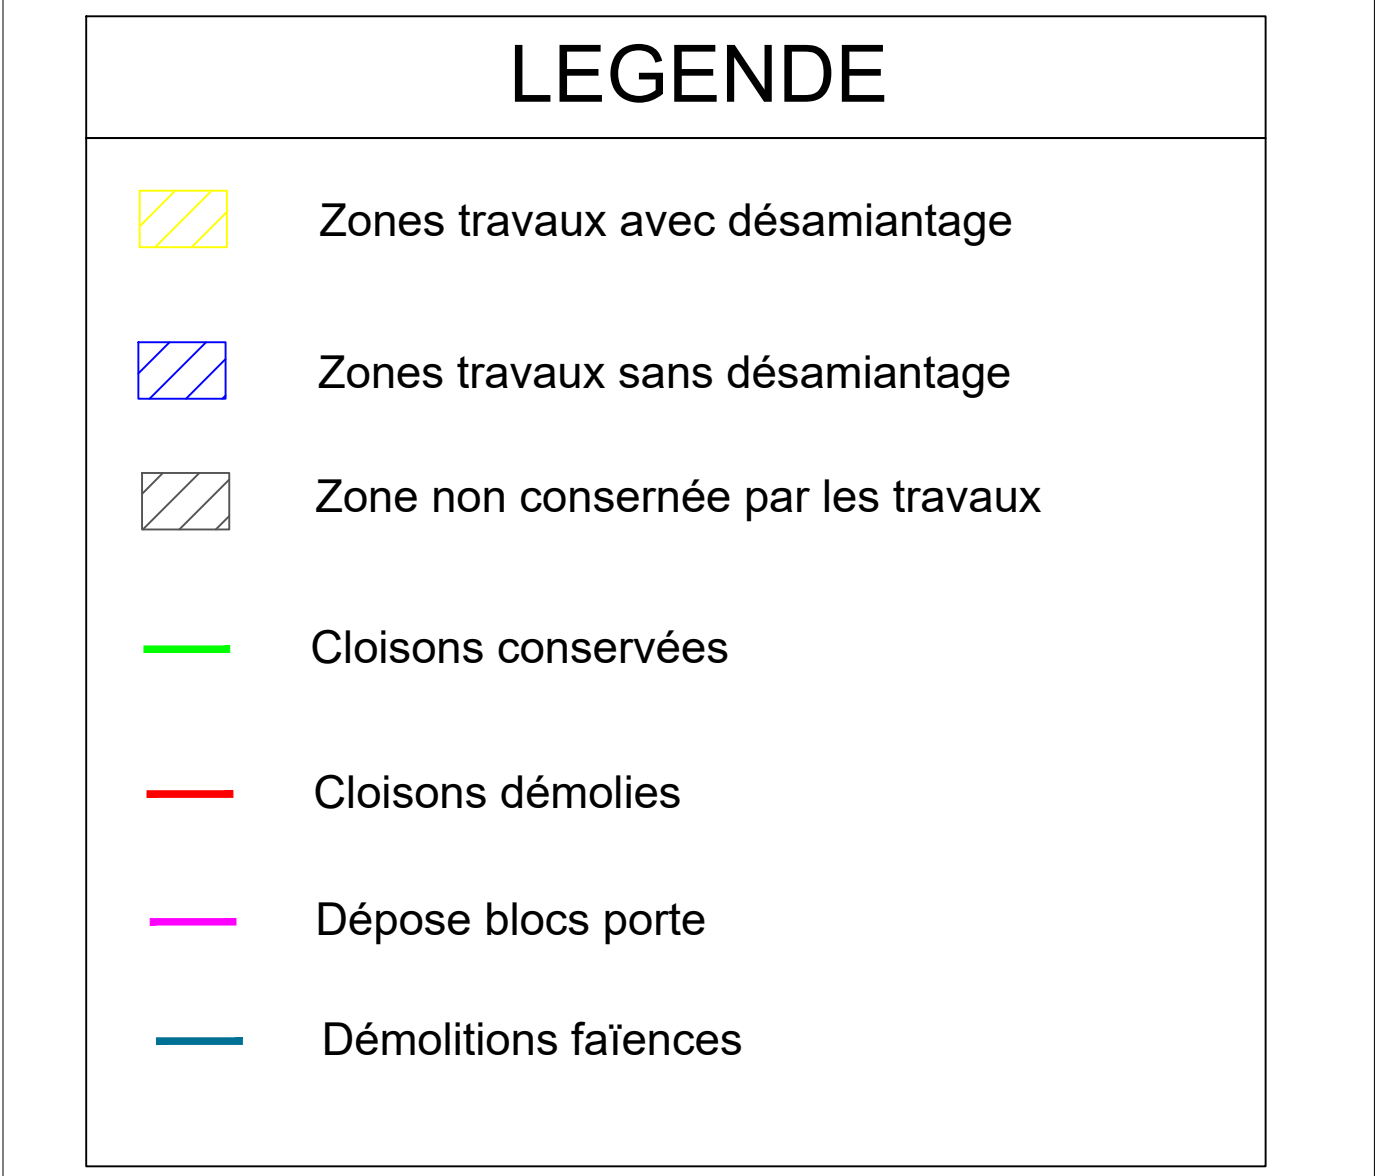 LEGENDE
Zones travaux avec désamiantage
Zones travaux sans désamiantage
Zone non consernée par les travaux
Cloisons conservées
Cloisons démolies
Dépose blocs porte
Démolitions faïences